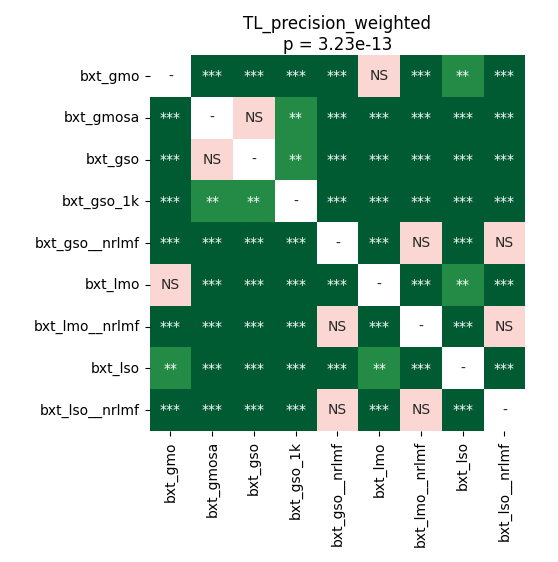 TL_precision_weighted
p = 3.23e-13
bxt_gmo - *** *** *** *** NS *** ** ***
bxt_gmosa *** - NS ** *** *** *** *** ***
bxt_gso *** NS - ** *** *** *** *** ***
bxt_gso_1k *** ** ** - *** *** *** *** ***
bxt_gso__nrlmf *** *** *** *** - *** NS *** NS
bxt_lmo NS *** *** *** *** - *** ** ***
bxt_lmo__nrlmf *** *** *** *** NS *** - *** NS
bxt_lso ** *** *** *** *** ** *** - ***
bxt_lso__nrlmf *** *** *** *** NS *** NS *** -
bxt_gmo
bxt_gmosa
bxt_gso
bxt_gso_1k
bxt_gso__nrlmf
bxt_lmo
bxt_lmo__nrlmf
bxt_lso
bxt_lso__nrlmf